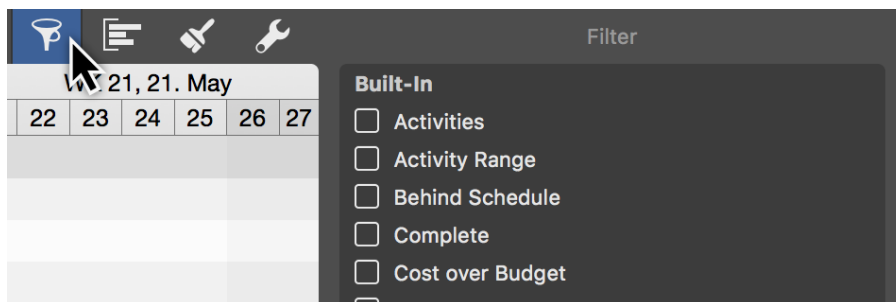 Filter
21, 21. May
22 23 24 25 26 27
Built-In
Activities
Activity Range
Behind Schedule
Complete
Cost over Budget